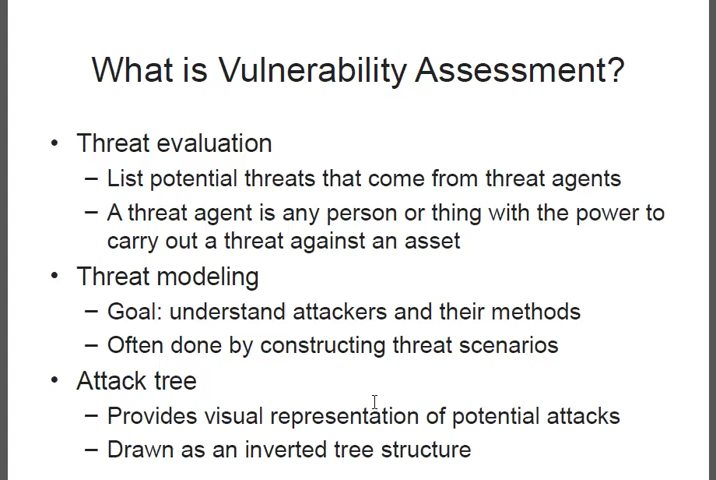 What is Vulnerability Assessment?
• Threat evaluation
– List potential threats that come from threat agents
– A threat agent is any person or thing with the power to
carry out a threat against an asset
• Threat modeling
– Goal: understand attackers and their methods
– Often done by constructing threat scenarios
• Attack tree
– Provides visual representation of potential attacks
– Drawn as an inverted tree structure